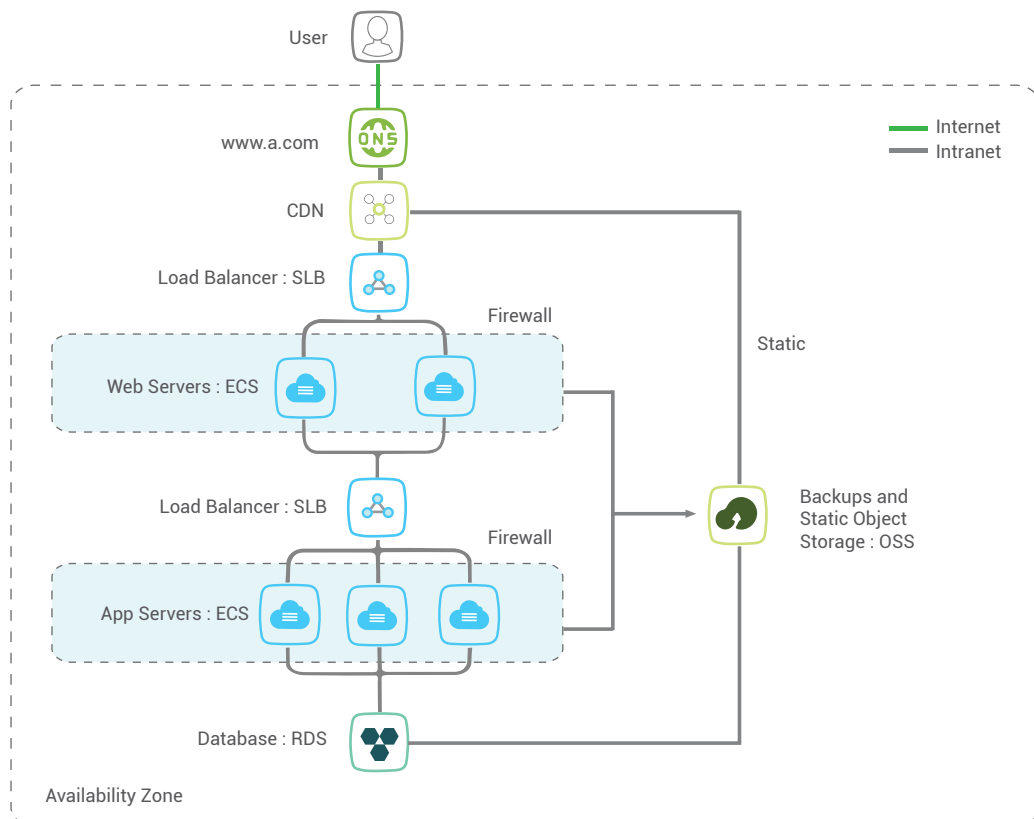 User
www.a.com
ONS
Internet
Intranet
CDN
Load Balancer : SLB
Firewall
Static
Web Servers : ECS
Load Balancer : SLB
Backups and
Static Object
Storage : OSS
Firewall
App Servers : ECS
Database : RDS
Availability Zone